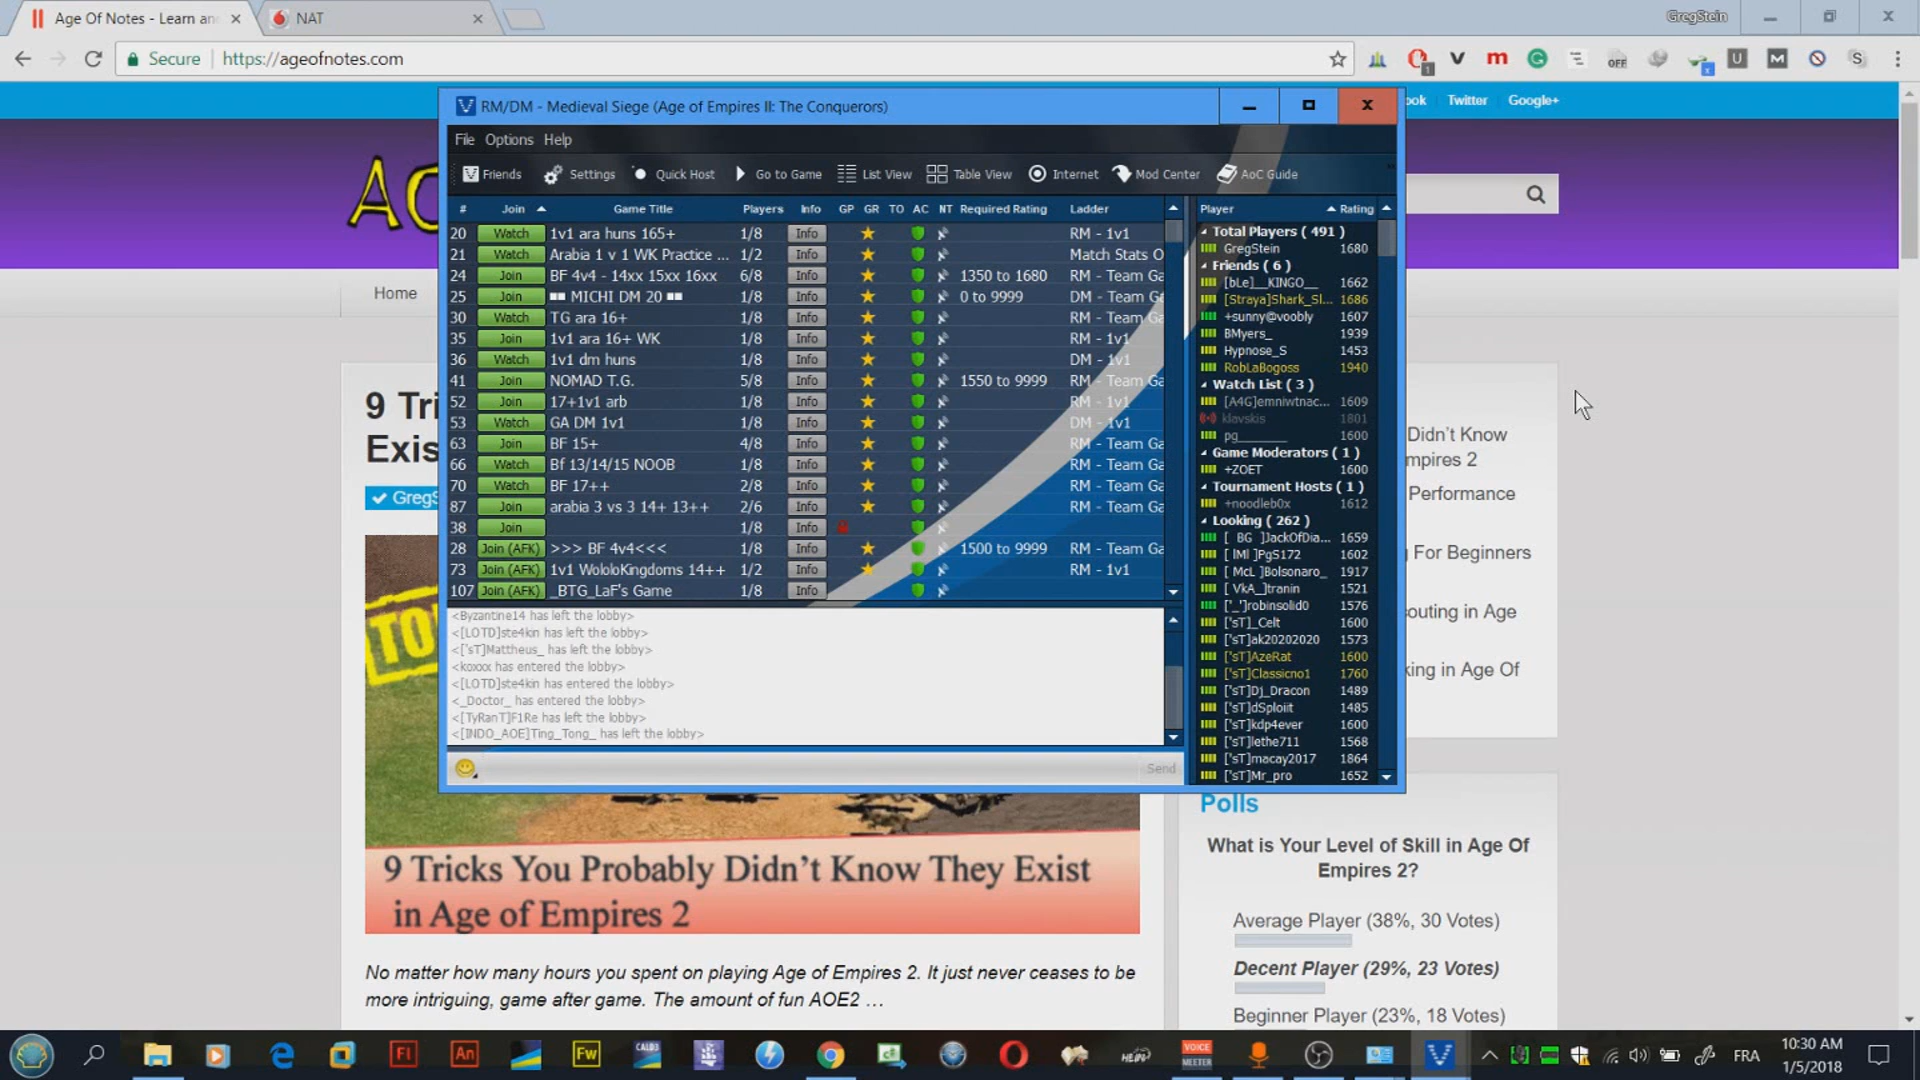 Age Of Notes - Learn an
NAT
GregStein
Secure https://ageofnotes.com
ook Twitter Google+
RM/DM - Medieval Siege (Age of Empires II: The Conquerors)
File Options Help
Friends Settings Quick Host Go to Game List View Table View Internet Mod Center AoC Guide
# Join Game Title Players Info GP GR TO AC NT Required Rating Ladder
20 Watch 1v1 ara huns 165+ 1/8 Info RM - 1v1
21 Watch Arabia 1 v 1 WK Practice ... 1/2 Info Match Stats O
24 Join BF 4v4 - 14xx 15xx 16xx 6/8 Info 1350 to 1680 RM - Team Ga
25 Join ■■ MICHI DM 20 ■■ 1/8 Info 0 to 9999 DM - Team Ga
30 Watch TG ara 16+ 1/8 Info RM - Team Ga
35 Join 1v1 ara 16+ WK 1/8 Info RM - 1v1
36 Watch 1v1 dm huns 1/8 Info DM - 1v1
41 Join NOMAD T.G. 5/8 Info 1550 to 9999 RM - Team Ga
52 Join 17+1v1 arb 1/8 Info RM - 1v1
53 Watch GA DM 1v1 1/8 Info DM - 1v1
63 Join BF 15+ 4/8 Info RM - Team Ga
66 Watch Bf 13/14/15 NOOB 1/8 Info RM - Team Ga
70 Watch BF 17++ 2/8 Info RM - Team Ga
87 Join arabia 3 vs 3 14+ 13++ 2/6 Info RM - Team Ga
38 Join 1/8 Info
28 Join (AFK) >>> BF 4v4<<< 1/8 Info 1500 to 9999 RM - Team Ga
73 Join (AFK) 1v1 WololoKingdoms 14++ 1/2 Info RM - 1v1
107 Join (AFK) _BTG_LaF's Game 1/8 Info
<Byzantine14 has left the lobby>
<[LOTD]ste4kin has left the lobby>
<['sT]Mattheus_ has left the lobby>
<koxxx has entered the lobby>
<[LOTD]ste4kin has entered the lobby>
<_Doctor_ has entered the lobby>
<[TyRanT]F1Re has left the lobby>
<[INDO_AOE]Ting_Tong_ has left the lobby>
Send
Player Rating
Total Players ( 491 )
GregStein 1680
Friends ( 6 )
[bLe]__KINGO__ 1662
[Straya]Shark_Sl... 1686
+sunny@voobly 1607
BMyers_ 1939
Hypnose_S 1453
RobLaBogoss 1940
Watch List ( 3 )
[A4G]emniwtnac... 1609
klavskis 1801
pg_______ 1600
Game Moderators ( 1 )
+ZOET 1600
Tournament Hosts ( 1 )
+noodleb0x 1612
Looking ( 262 )
[ BG ]JackOfDia... 1659
[ lMl ]PgS172 1602
[ McL ]Bolsonaro_ 1917
[ VkA_]tranin 1521
['_']robinsolid0 1576
['sT]_Celt 1600
['sT]ak20202020 1573
['sT]AzeRat 1600
['sT]Classicno1 1760
['sT]Dj_Dracon 1489
['sT]dSploiit 1485
['sT]kdp4ever 1600
['sT]lethe711 1568
['sT]macay2017 1864
['sT]Mr_pro 1652
AO
Home
9 Tri
Exis
GregS
TO
9 Tricks You Probably Didn't Know They Exist
in Age of Empires 2
No matter how many hours you spent on playing Age of Empires 2. It just never ceases to be
more intriguing, game after game. The amount of fun AOE2 …
Didn't Know
mpires 2
Performance
g For Beginners
outing in Age
king in Age Of
Polls
What is Your Level of Skill in Age Of
Empires 2?
Average Player (38%, 30 Votes)
Decent Player (29%, 23 Votes)
Beginner Player (23%, 18 Votes)
Fl An Fw CALDJ HEIN? VOICE MEETER
FRA
10:30 AM
1/5/2018